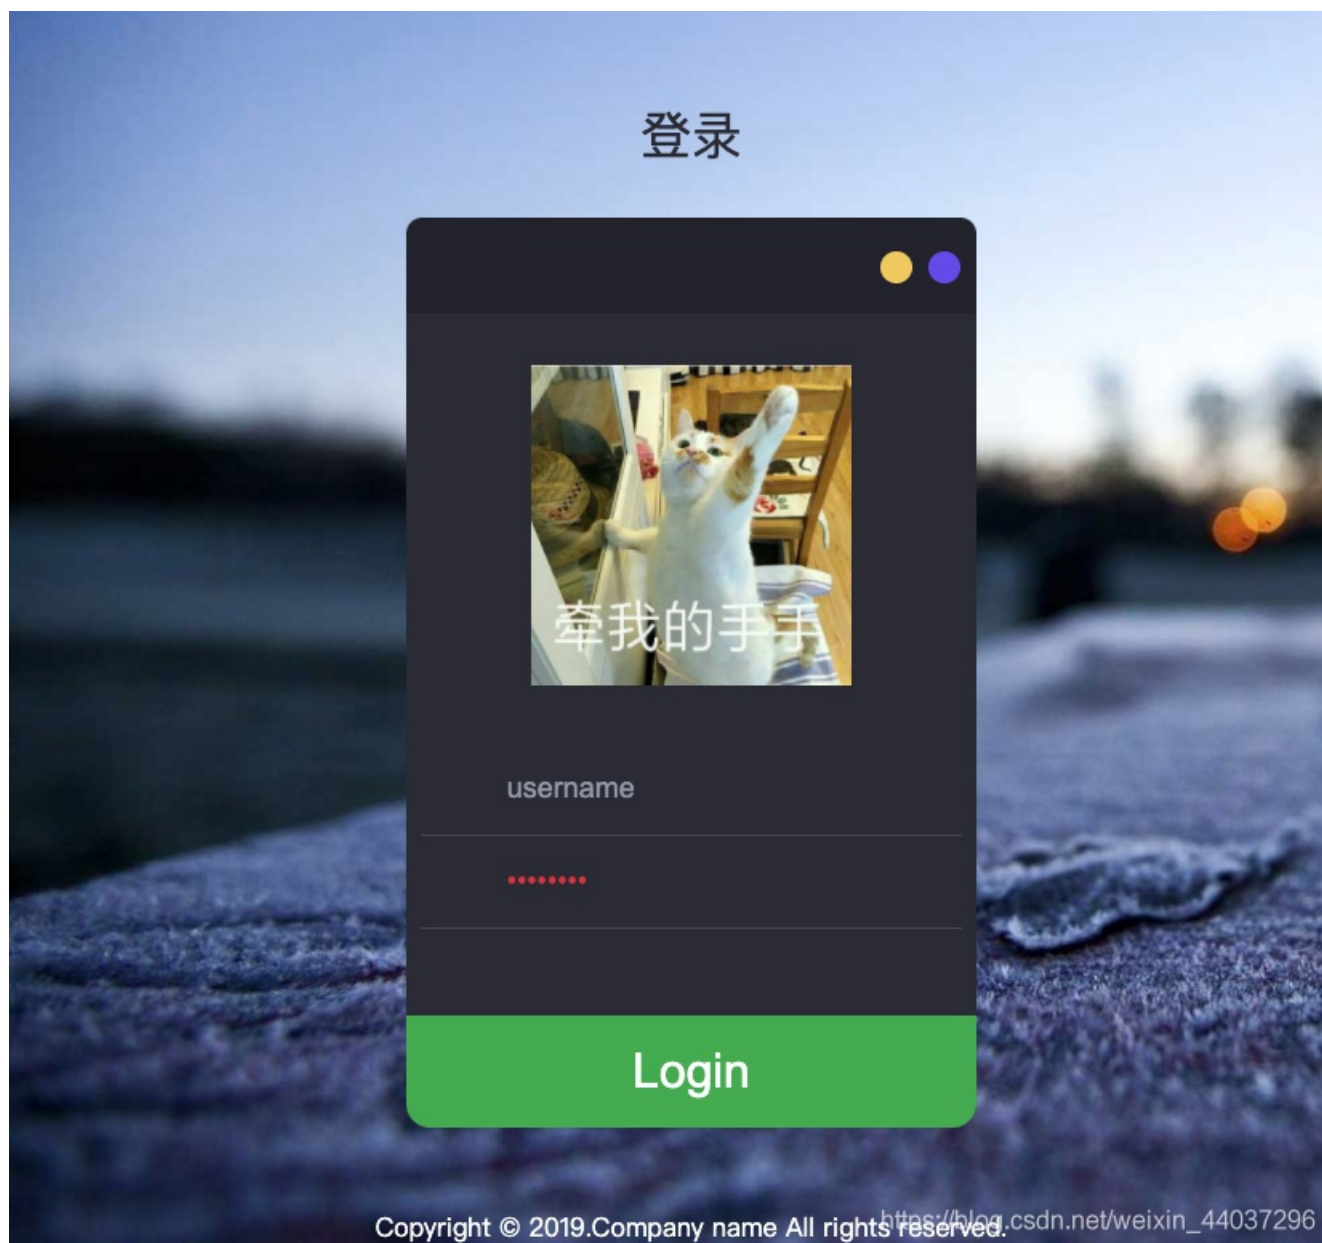 登录
牵我的手手
username
••••••••
Login
Copyright © 2019.Company name All rights reserved.
https://blog.csdn.net/weixin_44037296